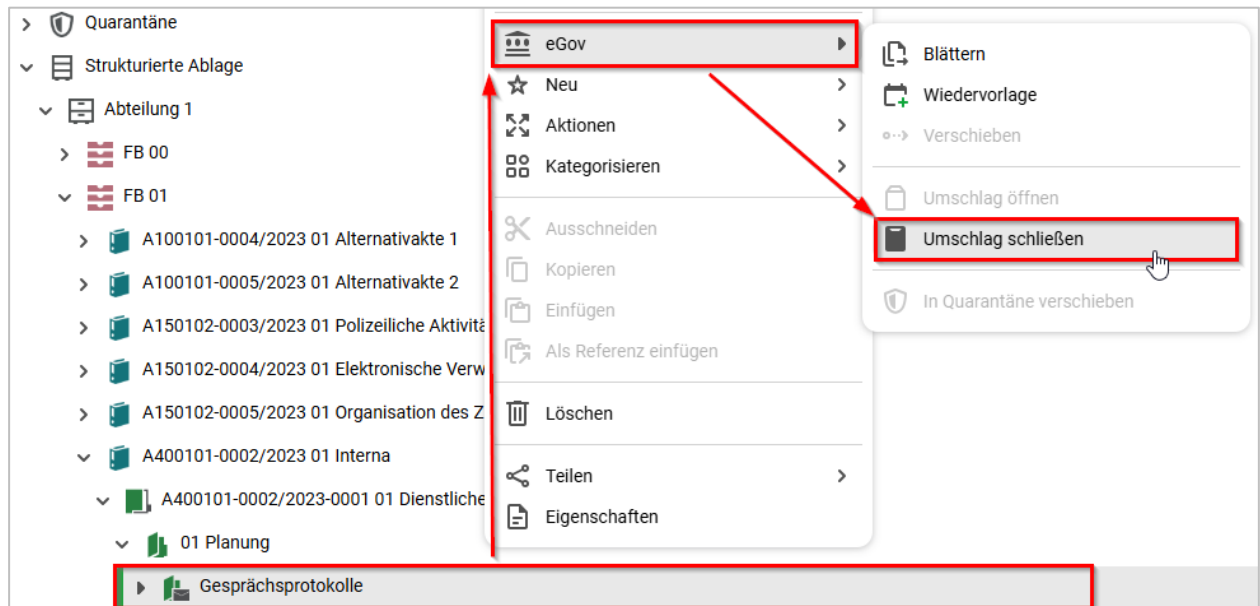 Quarantäne
Strukturierte Ablage
Abteilung 1
FB 00
FB 01
A100101-0004/2023 01 Alternativakte 1
A100101-0005/2023 01 Alternativakte 2
A150102-0003/2023 01 Polizeiliche Aktivitä
A150102-0004/2023 01 Elektronische Verw
A150102-0005/2023 01 Organisation des Z
A400101-0002/2023 01 Interna
A400101-0002/2023-0001 01 Dienstliche
01 Planung
Gesprächsprotokolle
eGov
Neu
Aktionen
Kategorisieren
Ausschneiden
Kopieren
Einfügen
Als Referenz einfügen
Löschen
Teilen
Eigenschaften
Blättern
Wiedervorlage
Verschieben
Umschlag öffnen
Umschlag schließen
In Quarantäne verschieben